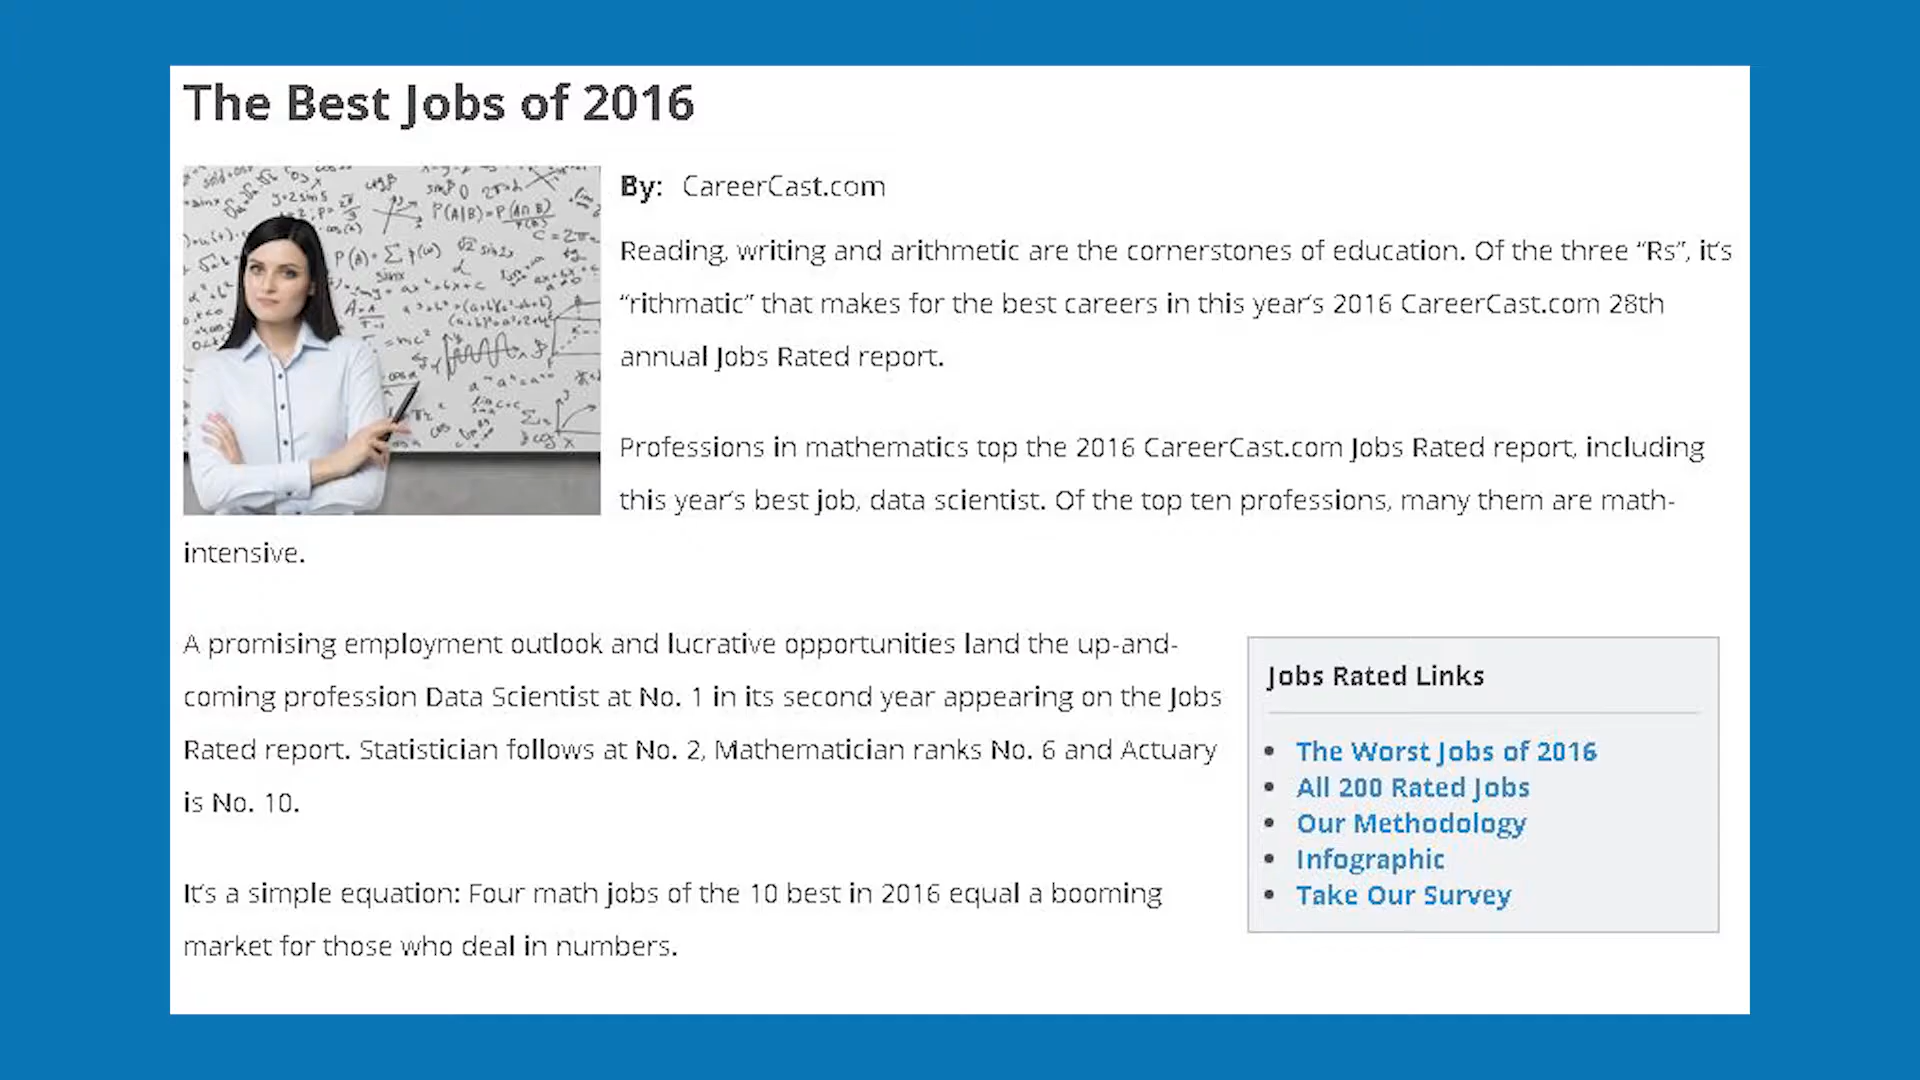 The Best Jobs of 2016
By: CareerCast.com
Reading, writing and arithmetic are the cornerstones of education. Of the three “Rs”, it’s
“rithmatic” that makes for the best careers in this year’s 2016 CareerCast.com 28th
annual Jobs Rated report.
Professions in mathematics top the 2016 CareerCast.com Jobs Rated report, including
this year’s best job, data scientist. Of the top ten professions, many them are math-
intensive.
A promising employment outlook and lucrative opportunities land the up-and-
coming profession Data Scientist at No. 1 in its second year appearing on the Jobs
Rated report. Statistician follows at No. 2, Mathematician ranks No. 6 and Actuary
is No. 10.
It’s a simple equation: Four math jobs of the 10 best in 2016 equal a booming
market for those who deal in numbers.
Jobs Rated Links
The Worst Jobs of 2016
All 200 Rated Jobs
Our Methodology
Infographic
Take Our Survey